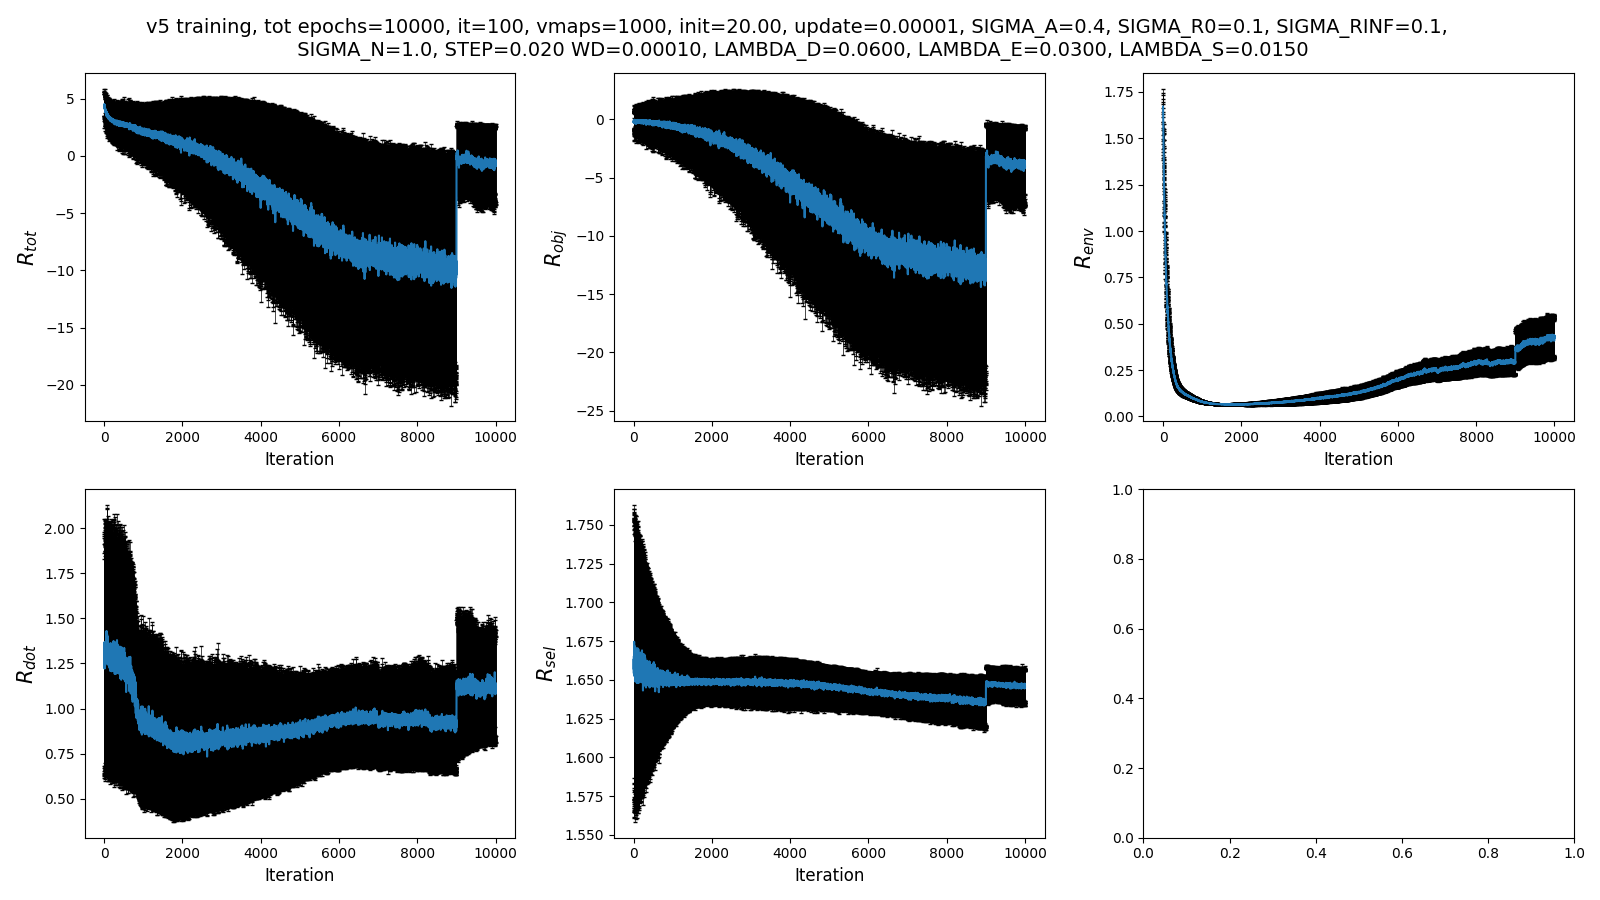 v5 training, tot epochs=10000, it=100, vmaps=1000, init=20.00, update=0.00001, SIGMA_A=0.4, SIGMA_R0=0.1, SIGMA_RINF=0.1,
SIGMA_N=1.0, STEP=0.020 WD=0.00010, LAMBDA_D=0.0600, LAMBDA_E=0.0300, LAMBDA_S=0.0150
R_tot
5
0
−5
−10
−15
−20
0 2000 4000 6000 8000 10000
Iteration
R_obj
0
−5
−10
−15
−20
−25
0 2000 4000 6000 8000 10000
Iteration
R_env
1.75
1.50
1.25
1.00
0.75
0.50
0.25
0.00
0 2000 4000 6000 8000 10000
Iteration
R_dot
2.00
1.75
1.50
1.25
1.00
0.75
0.50
0 2000 4000 6000 8000 10000
Iteration
R_sel
1.750
1.725
1.700
1.675
1.650
1.625
1.600
1.575
1.550
0 2000 4000 6000 8000 10000
Iteration
1.0
0.8
0.6
0.4
0.2
0.0
0.0 0.2 0.4 0.6 0.8 1.0